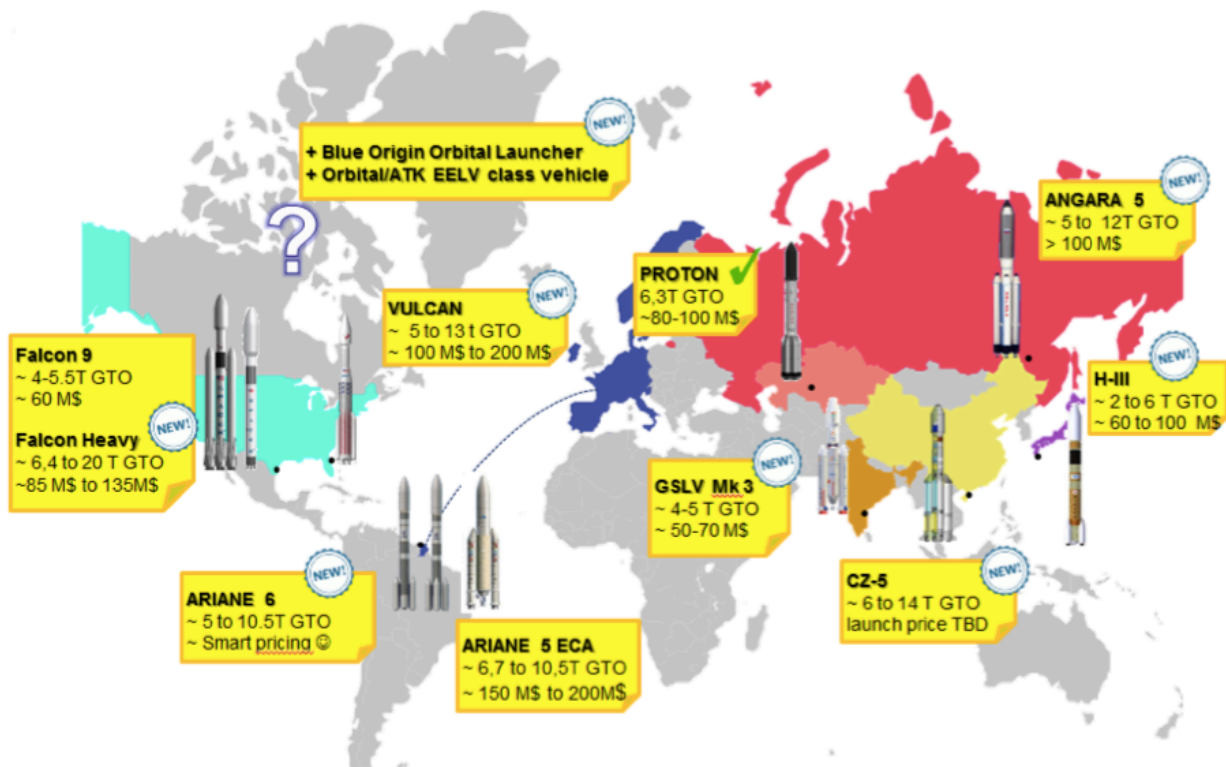 NEW!
+ Blue Origin Orbital Launcher
+ Orbital/ATK EELV class vehicle
?
NEW!
ANGARA 5
~ 5 to 12T GTO
> 100 M$
PROTON
6,3T GTO
~80-100 M$
NEW!
VULCAN
~ 5 to 13 t GTO
~ 100 M$ to 200 M$
Falcon 9
~ 4-5.5T GTO
~ 60 M$
NEW!
Falcon Heavy
~ 6,4 to 20 T GTO
~85 M$ to 135M$
NEW!
H-III
~ 2 to 6 T GTO
~ 60 to 100 M$
NEW!
GSLV Mk 3
~ 4-5 T GTO
~ 50-70 M$
NEW!
ARIANE 6
~ 5 to 10.5T GTO
~ Smart pricing ☺
ARIANE 5 ECA
~ 6,7 to 10,5T GTO
~ 150 M$ to 200M$
NEW!
CZ-5
~ 6 to 14 T GTO
launch price TBD